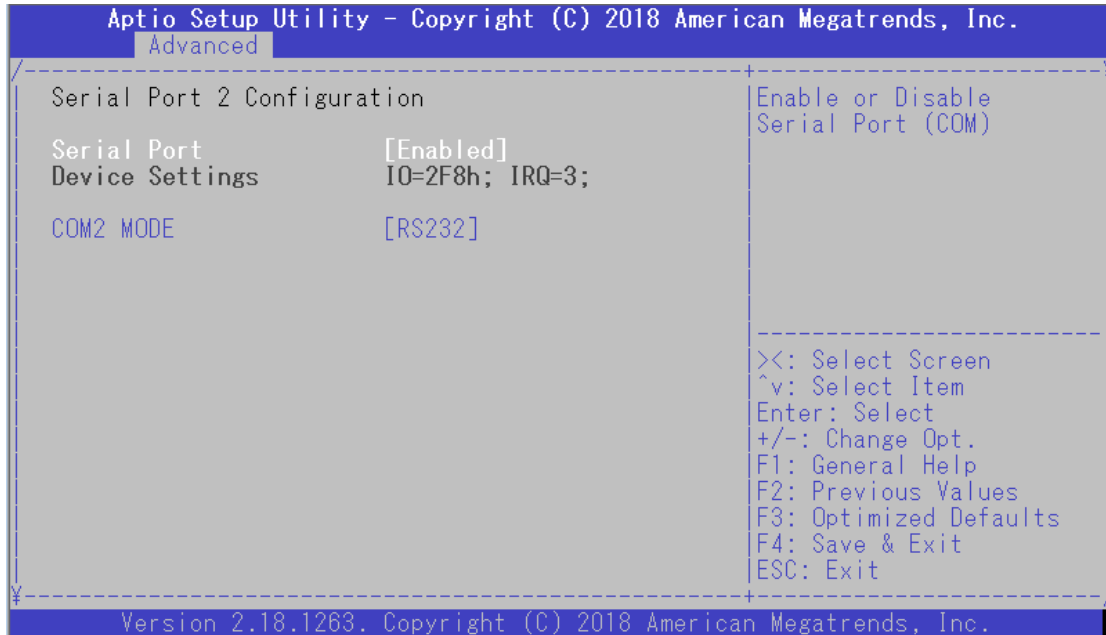 Aptio Setup Utility - Copyright (C) 2018 American Megatrends, Inc.
Advanced
Serial Port 2 Configuration
Serial Port [Enabled]
Device Settings IO=2F8h; IRQ=3;
COM2 MODE [RS232]
Enable or Disable
Serial Port (COM)
><: Select Screen
^v: Select Item
Enter: Select
+/-: Change Opt.
F1: General Help
F2: Previous Values
F3: Optimized Defaults
F4: Save & Exit
ESC: Exit
Version 2.18.1263. Copyright (C) 2018 American Megatrends, Inc.